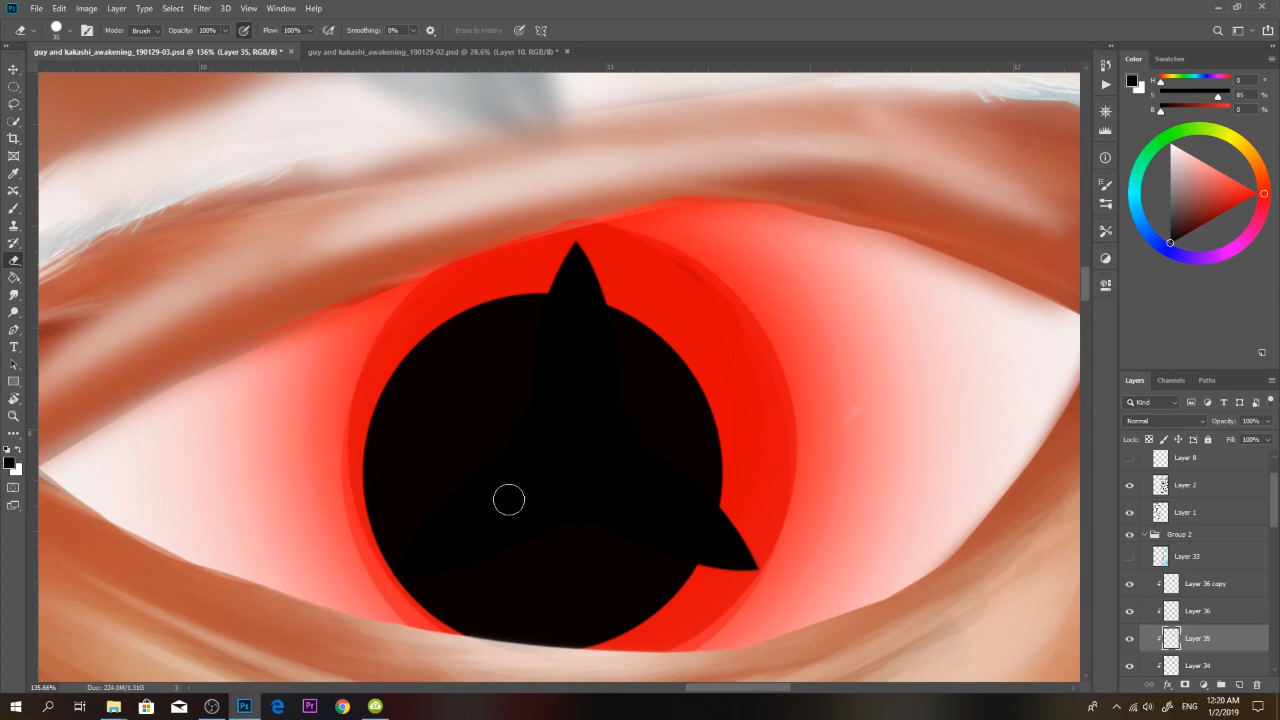 File Edit Image Layer Type Select Filter 3D View Window Help
35 Mode: Brush Opacity: 100% Flow: 100% Smoothing: 0% Erase to History
guy and kakashi_awakening_190129-03.psd @ 136% (Layer 35, RGB/8) * × guy and kakashi_awakening_190129-02.psd @ 28.6% (Layer 10, RGB/8) * ×
Color Swatches
H 0 °
S 85 %
B 0 %
Layers Channels Paths
Kind
Normal Opacity: 100%
Lock: Fill: 100%
Layer 8
Layer 2
Layer 1
Group 2
Layer 33
Layer 36 copy
Layer 36
Layer 35
Layer 34
135.66% Doc: 224.0M/1.31G
12:20 AM
ENG
1/2/2019